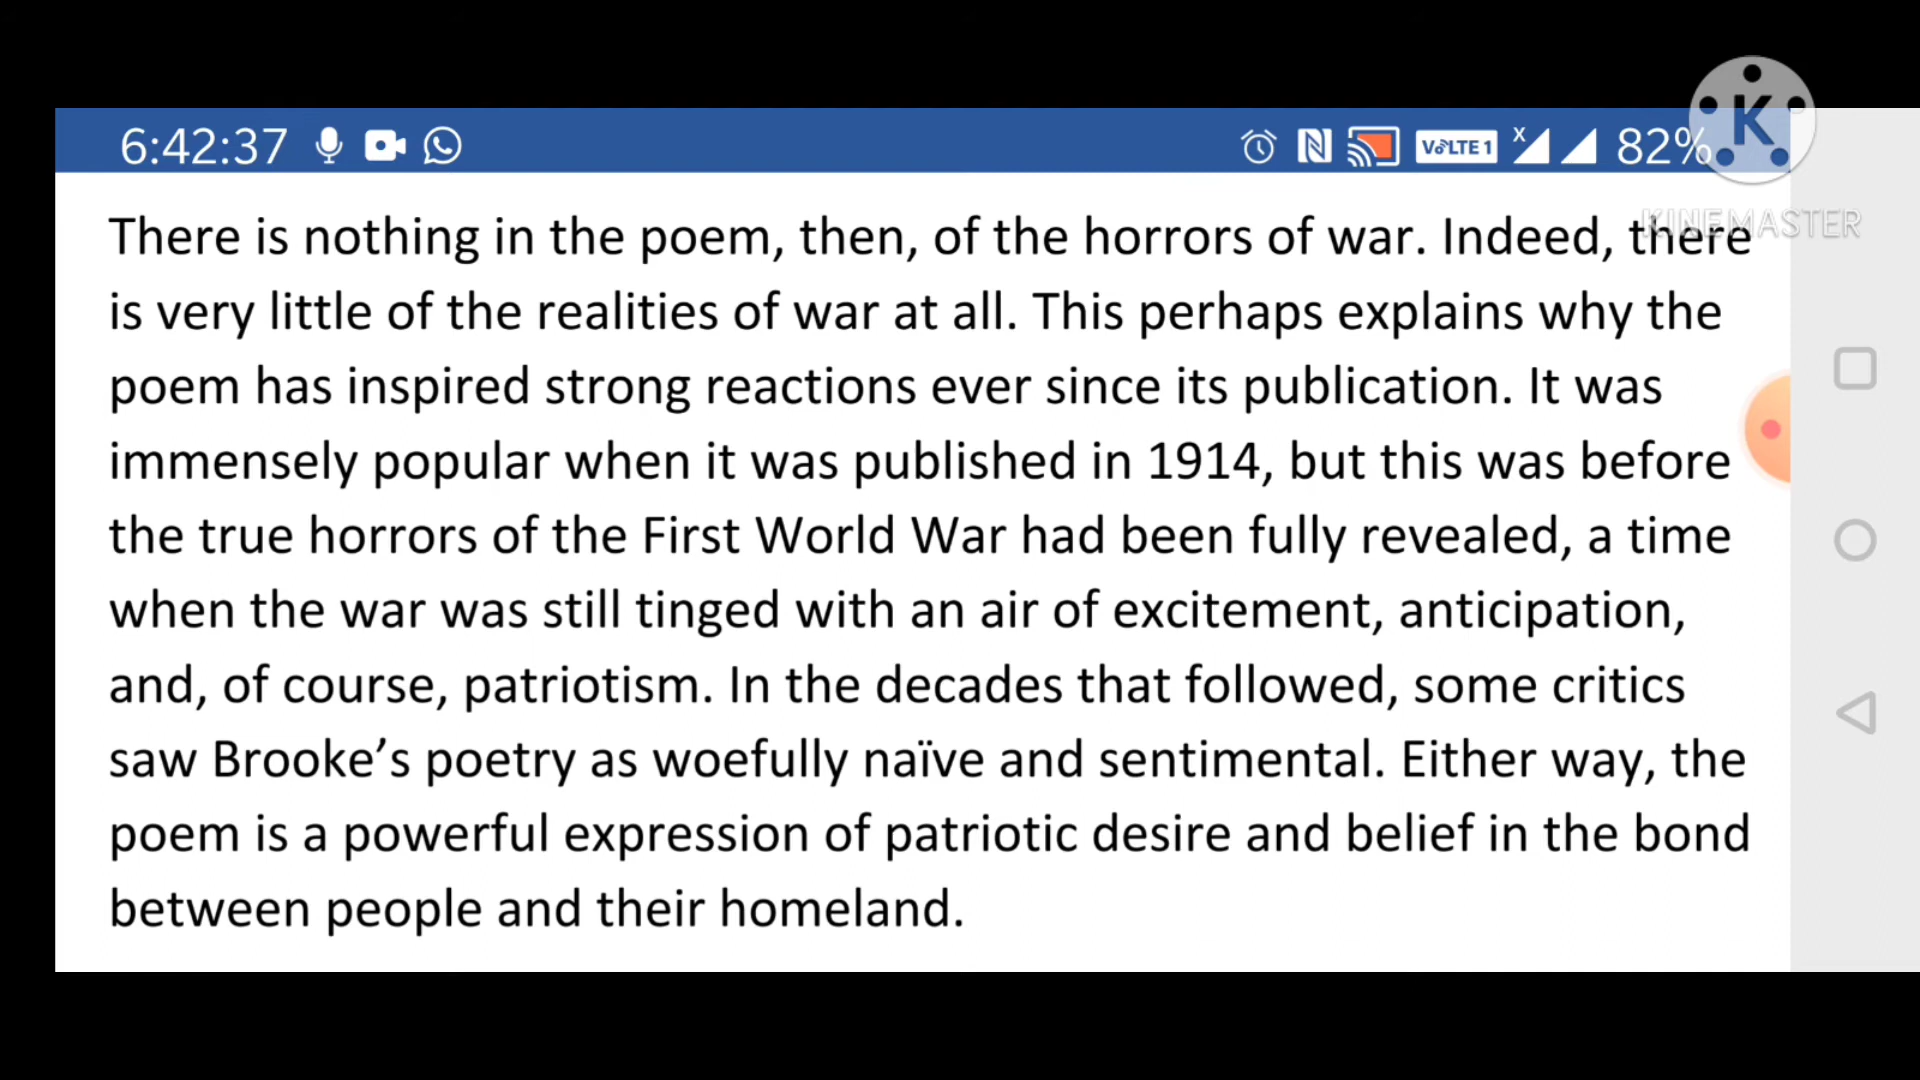 6:42:37 VoLTE 1 X 82%
K
KINEMASTER
There is nothing in the poem, then, of the horrors of war. Indeed, there
is very little of the realities of war at all. This perhaps explains why the
poem has inspired strong reactions ever since its publication. It was
immensely popular when it was published in 1914, but this was before
the true horrors of the First World War had been fully revealed, a time
when the war was still tinged with an air of excitement, anticipation,
and, of course, patriotism. In the decades that followed, some critics
saw Brooke’s poetry as woefully naïve and sentimental. Either way, the
poem is a powerful expression of patriotic desire and belief in the bond
between people and their homeland.